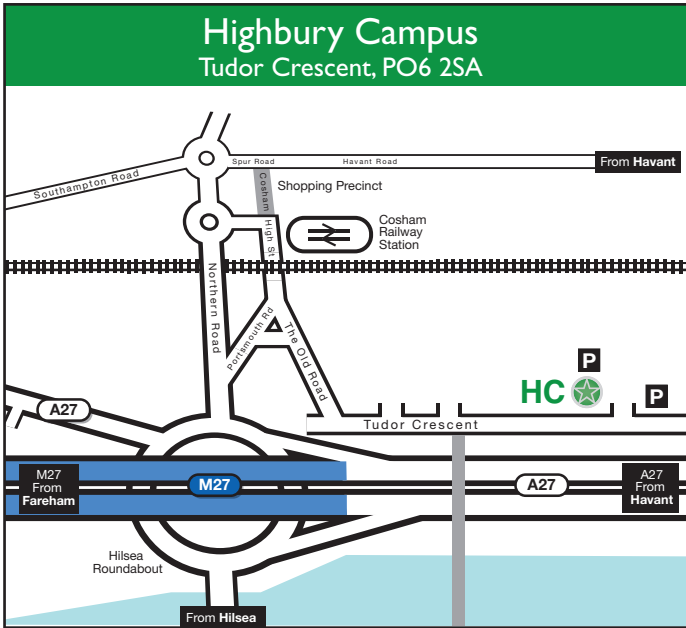 Highbury Campus
Tudor Crescent, PO6 2SA
Spur Road
Havant Road
From Havant
Southampton Road
Cosham
High St
Shopping Precinct
Cosham
Railway
Station
Northern Road
Portsmouth Rd
The Old Road
P
HC
P
A27
Tudor Crescent
M27
From
Fareham
M27
A27
A27
From
Havant
Hilsea
Roundabout
From Hilsea